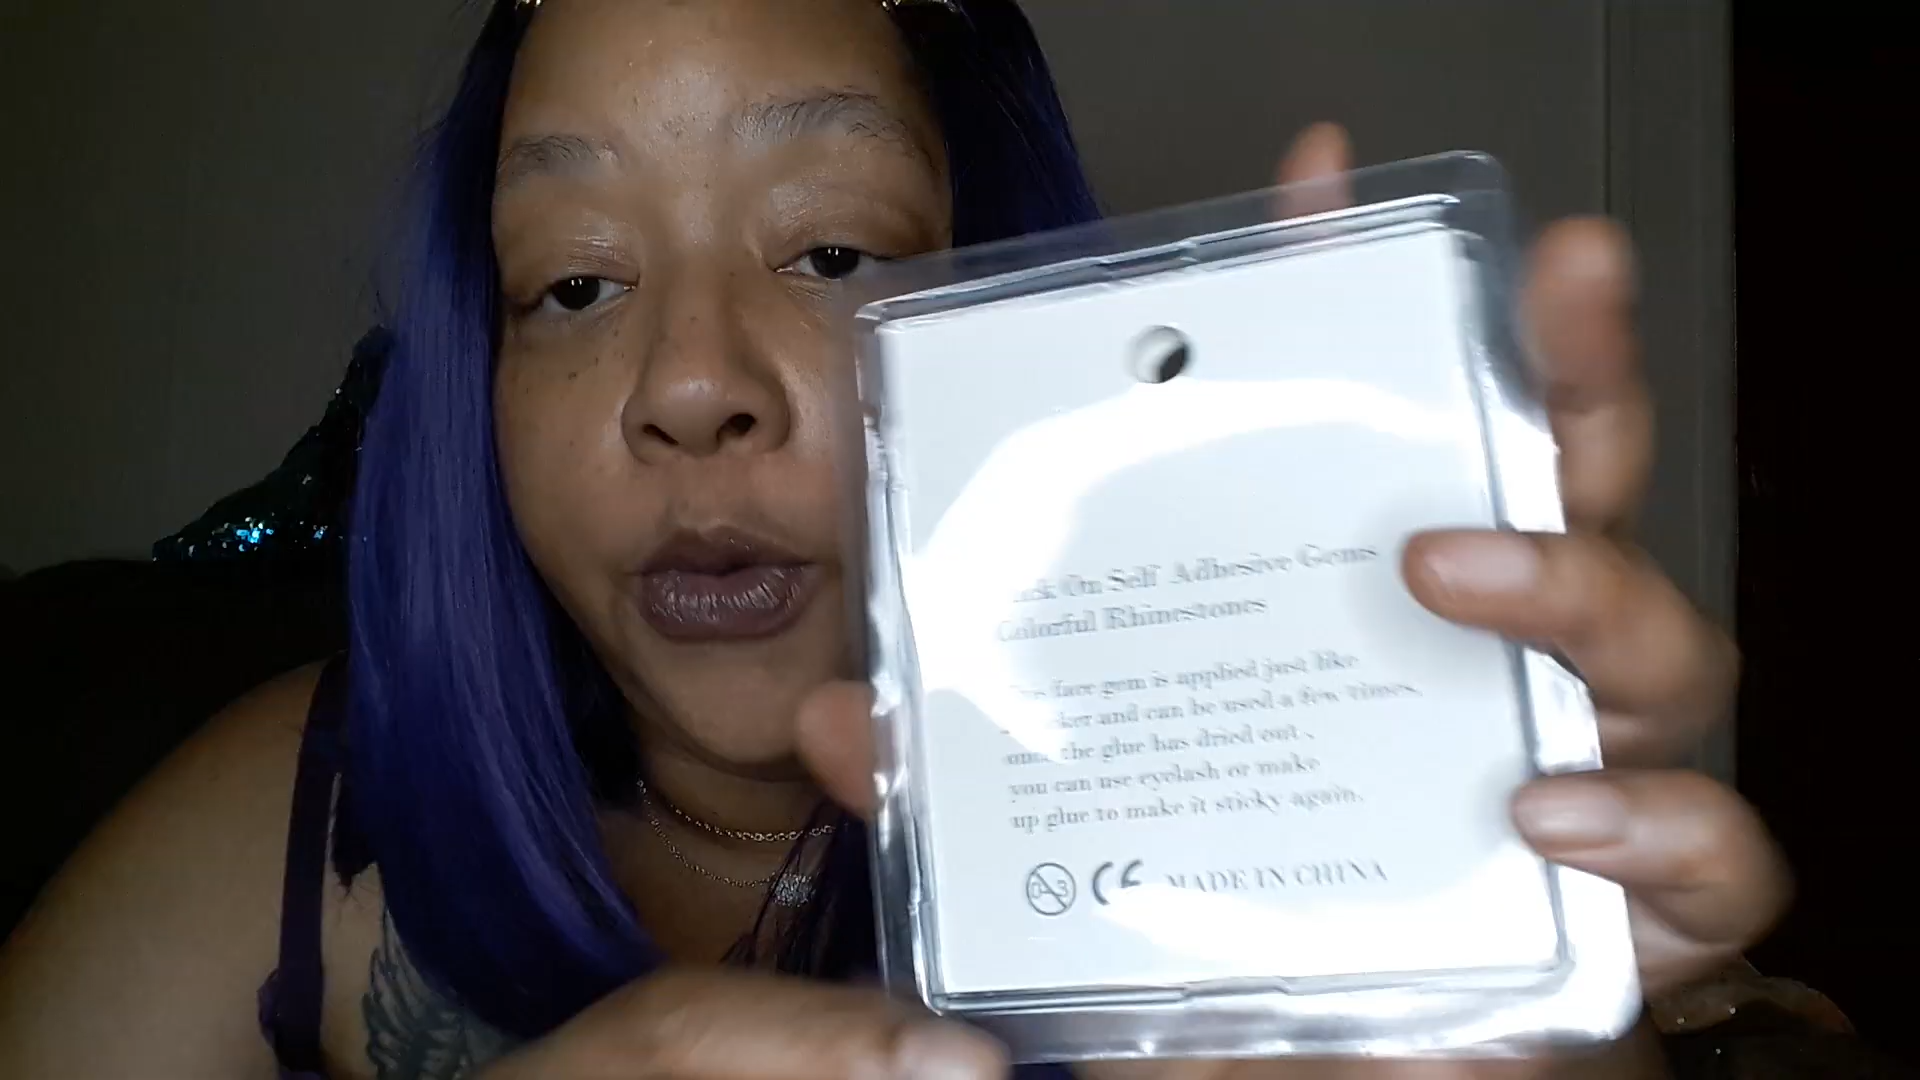 On Self Adhesive Gems
Colorful Rhinestones
face gem is applied just like
and can be used a few times.
the glue has dried out .
you can use eyelash or make
up glue to make it sticky again.
0-3 CE MADE IN CHINA